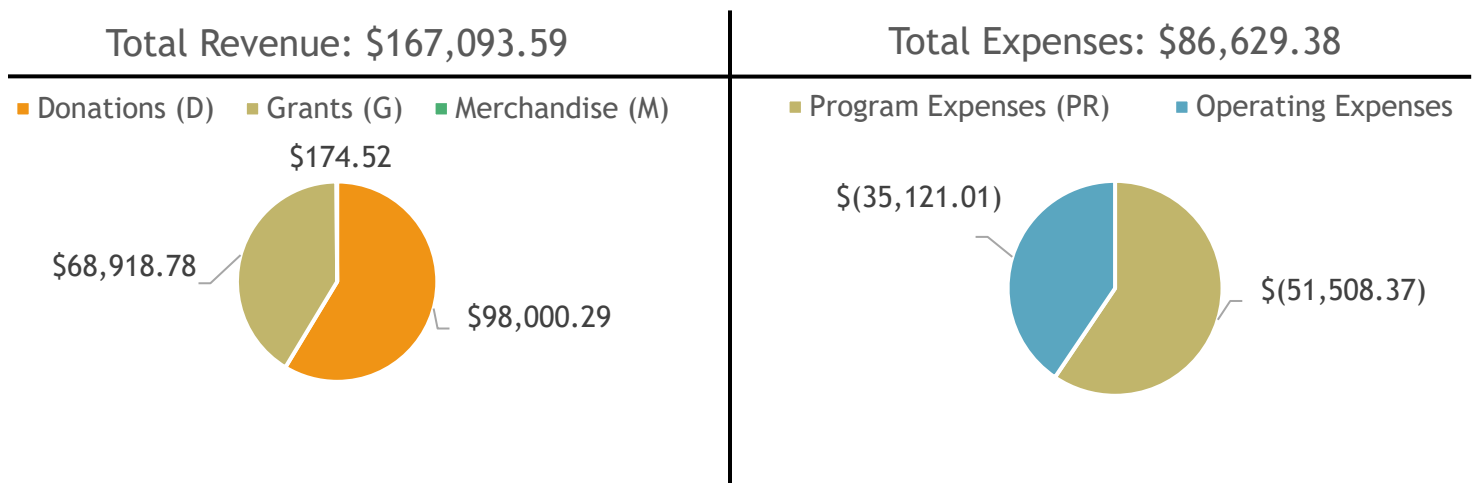 Total Revenue: $167,093.59
Donations (D) Grants (G) Merchandise (M)
$174.52
$68,918.78
$98,000.29
Total Expenses: $86,629.38
Program Expenses (PR) Operating Expenses
$(35,121.01)
$(51,508.37)